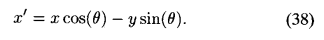 x′ = x cos(θ) − y sin(θ). (38)